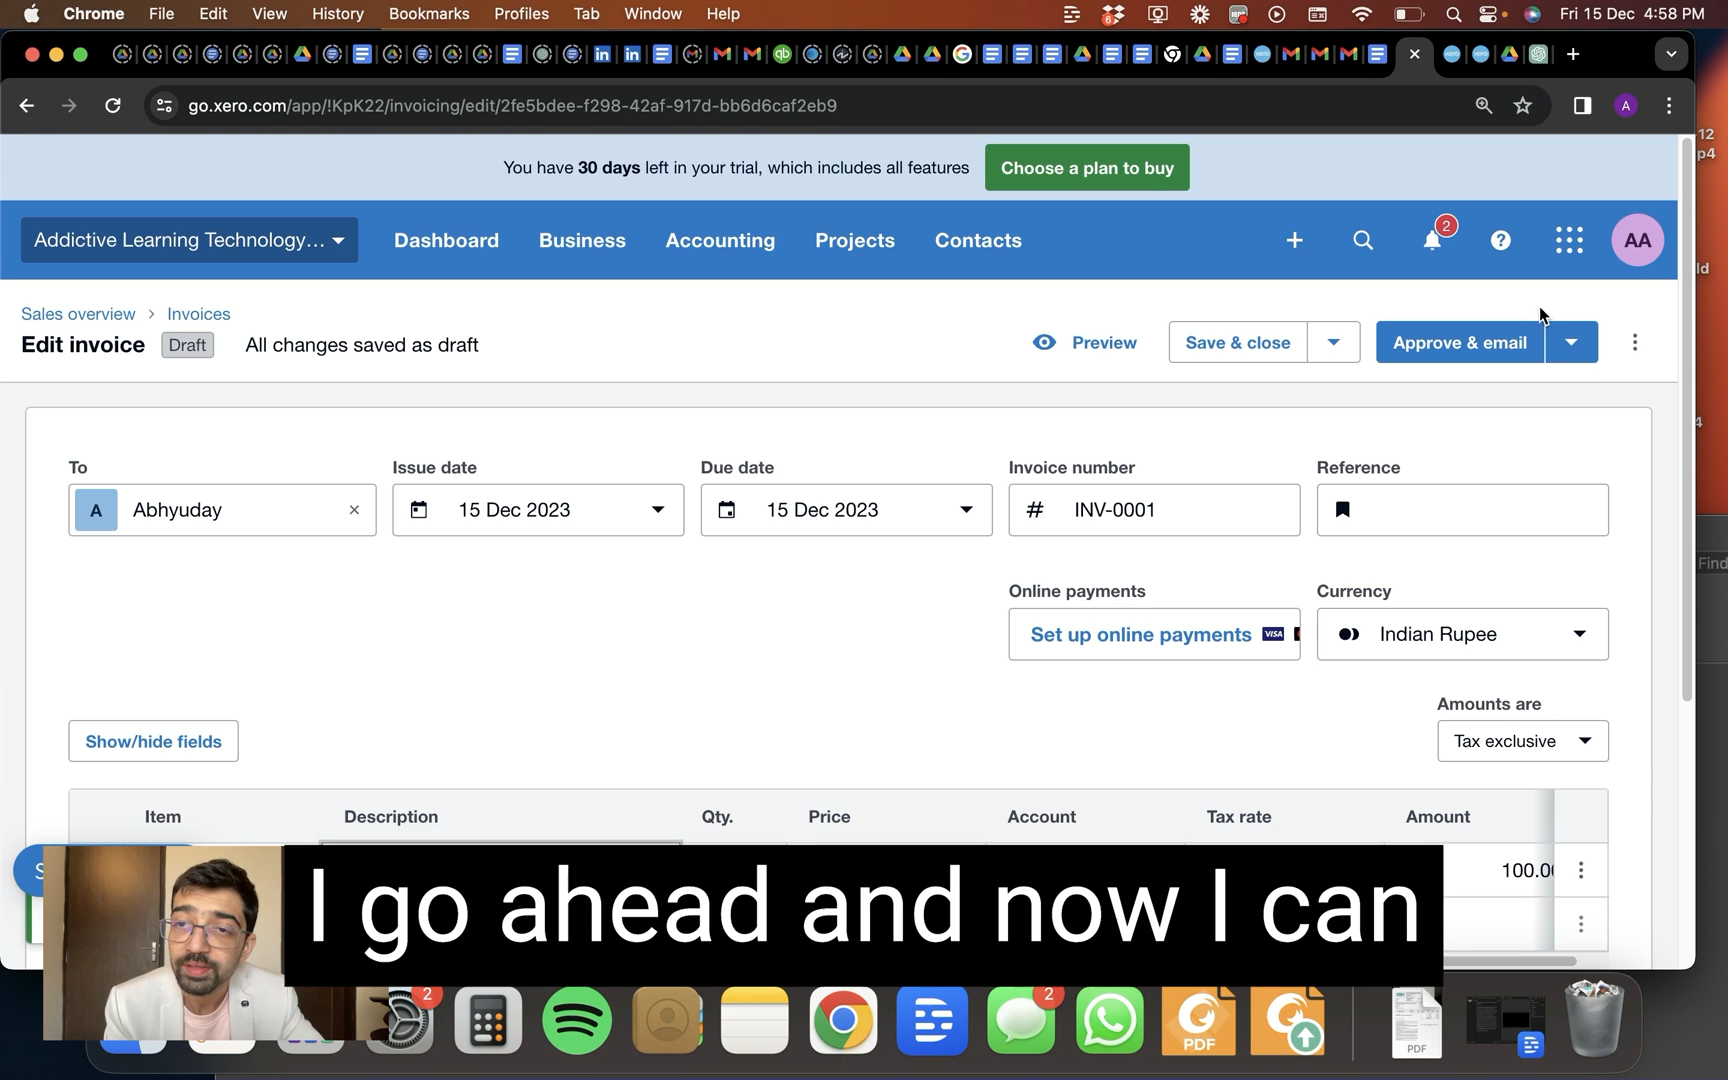 Chrome File Edit View History Bookmarks Profiles Tab Window Help Fri 15 Dec 4:58 PM
go.xero.com/app/!KpK22/invoicing/edit/2fe5bdee-f298-42af-917d-bb6d6caf2eb9
You have 30 days left in your trial, which includes all features Choose a plan to buy
Addictive Learning Technology... Dashboard Business Accounting Projects Contacts 2 AA
Sales overview > Invoices
Edit invoice Draft All changes saved as draft Preview Save & close Approve & email
To Issue date Due date Invoice number Reference
A Abhyuday × 15 Dec 2023 15 Dec 2023 # INV-0001
Online payments Currency
Set up online payments VISA Indian Rupee
Amounts are
Show/hide fields Tax exclusive
Item Description Qty. Price Account Tax rate Amount
I go ahead and now I can
2 2
PDF PDF